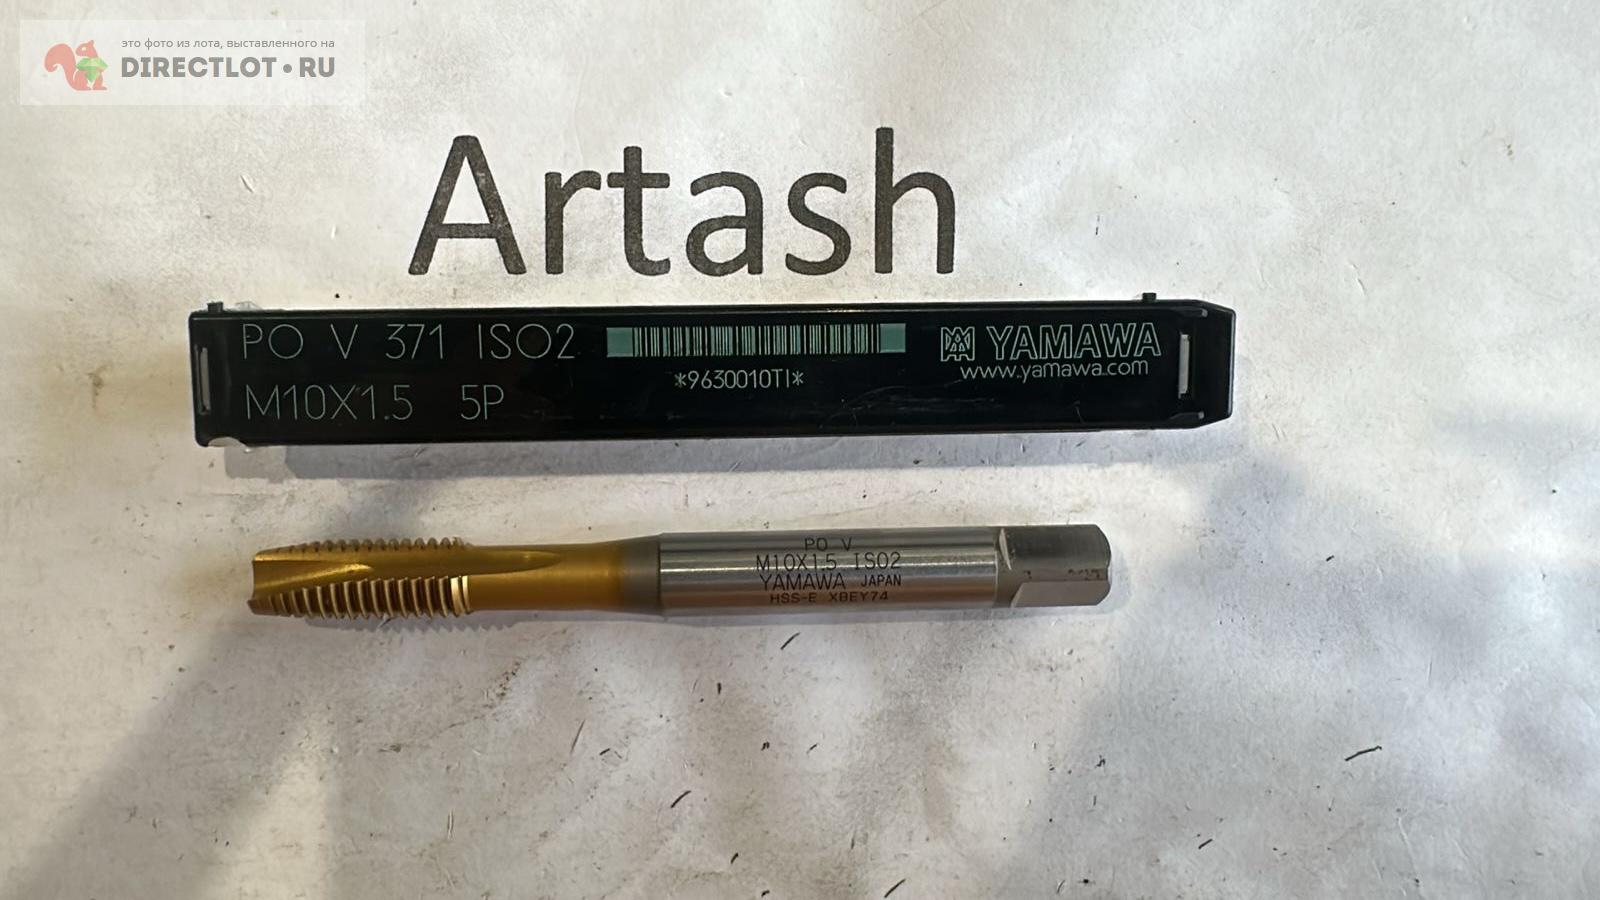 это фото из лота, выставленного на
DIRECTLOT•RU
Artash
PO V 371 ISO2
M10X1.5 5P
*9630010TI*
YAMAWA
www.yamawa.com
PO V
M10X1.5 ISO2
YAMAWA JAPAN
HSS-E XBEY74